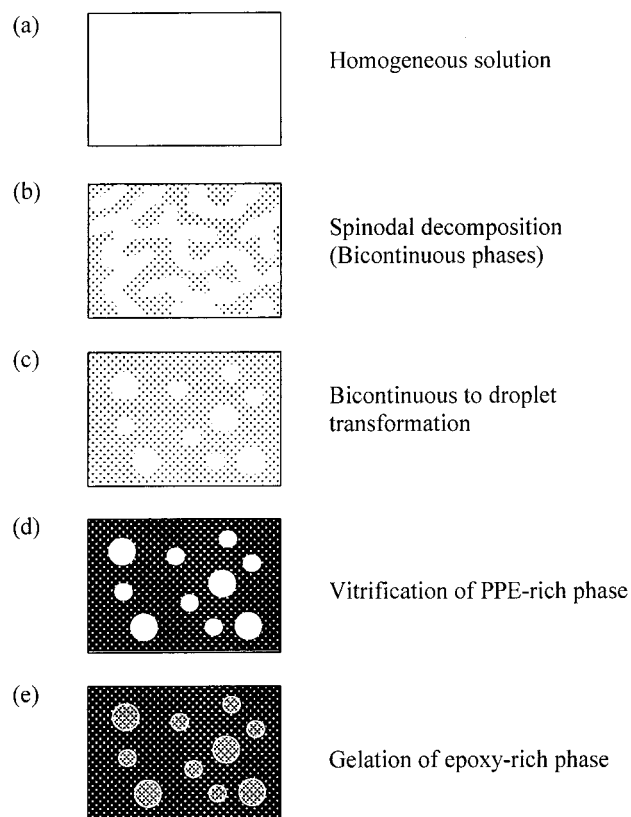 (a)
Homogeneous solution
(b)
Spinodal decomposition
(Bicontinuous phases)
(c)
Bicontinuous to droplet
transformation
(d)
Vitrification of PPE-rich phase
(e)
Gelation of epoxy-rich phase